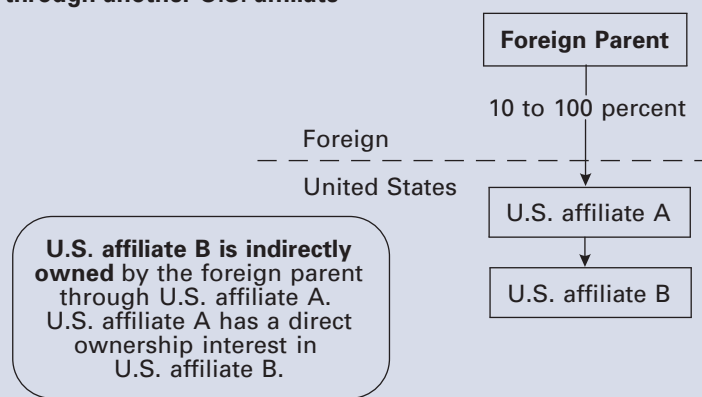 through another U.S. affiliate
Foreign Parent
10 to 100 percent
Foreign
United States
U.S. affiliate A
U.S. affiliate B
U.S. affiliate B is indirectly
owned by the foreign parent
through U.S. affiliate A.
U.S. affiliate A has a direct
ownership interest in
U.S. affiliate B.